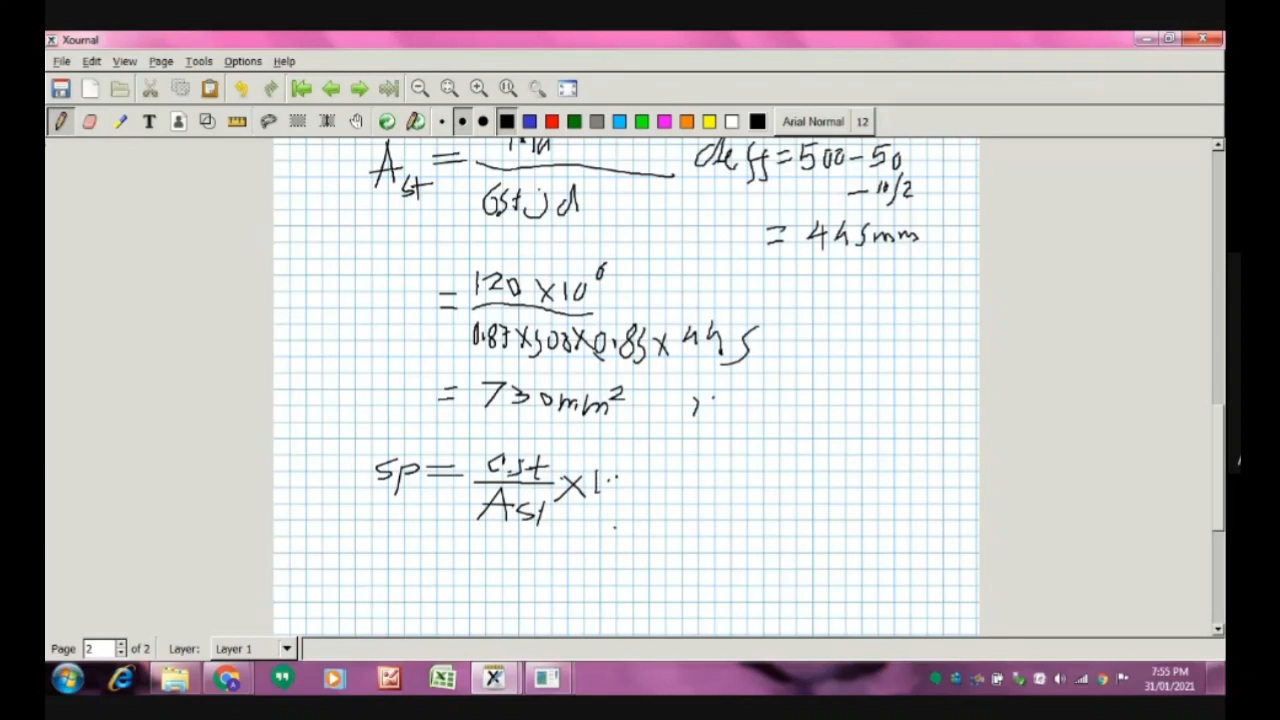 Xournal
File Edit View Page Tools Options Help
Arial Normal 12
Ast = σst j d
deff = 500 - 50
- 10/2
= 445mm
= 120 × 10^6
0.87 × 500 × 0.85 × 445
= 730mm²
sp = ast × 1
Ast
Page 2 of 2 Layer: Layer 1
7:55 PM
31/01/2021